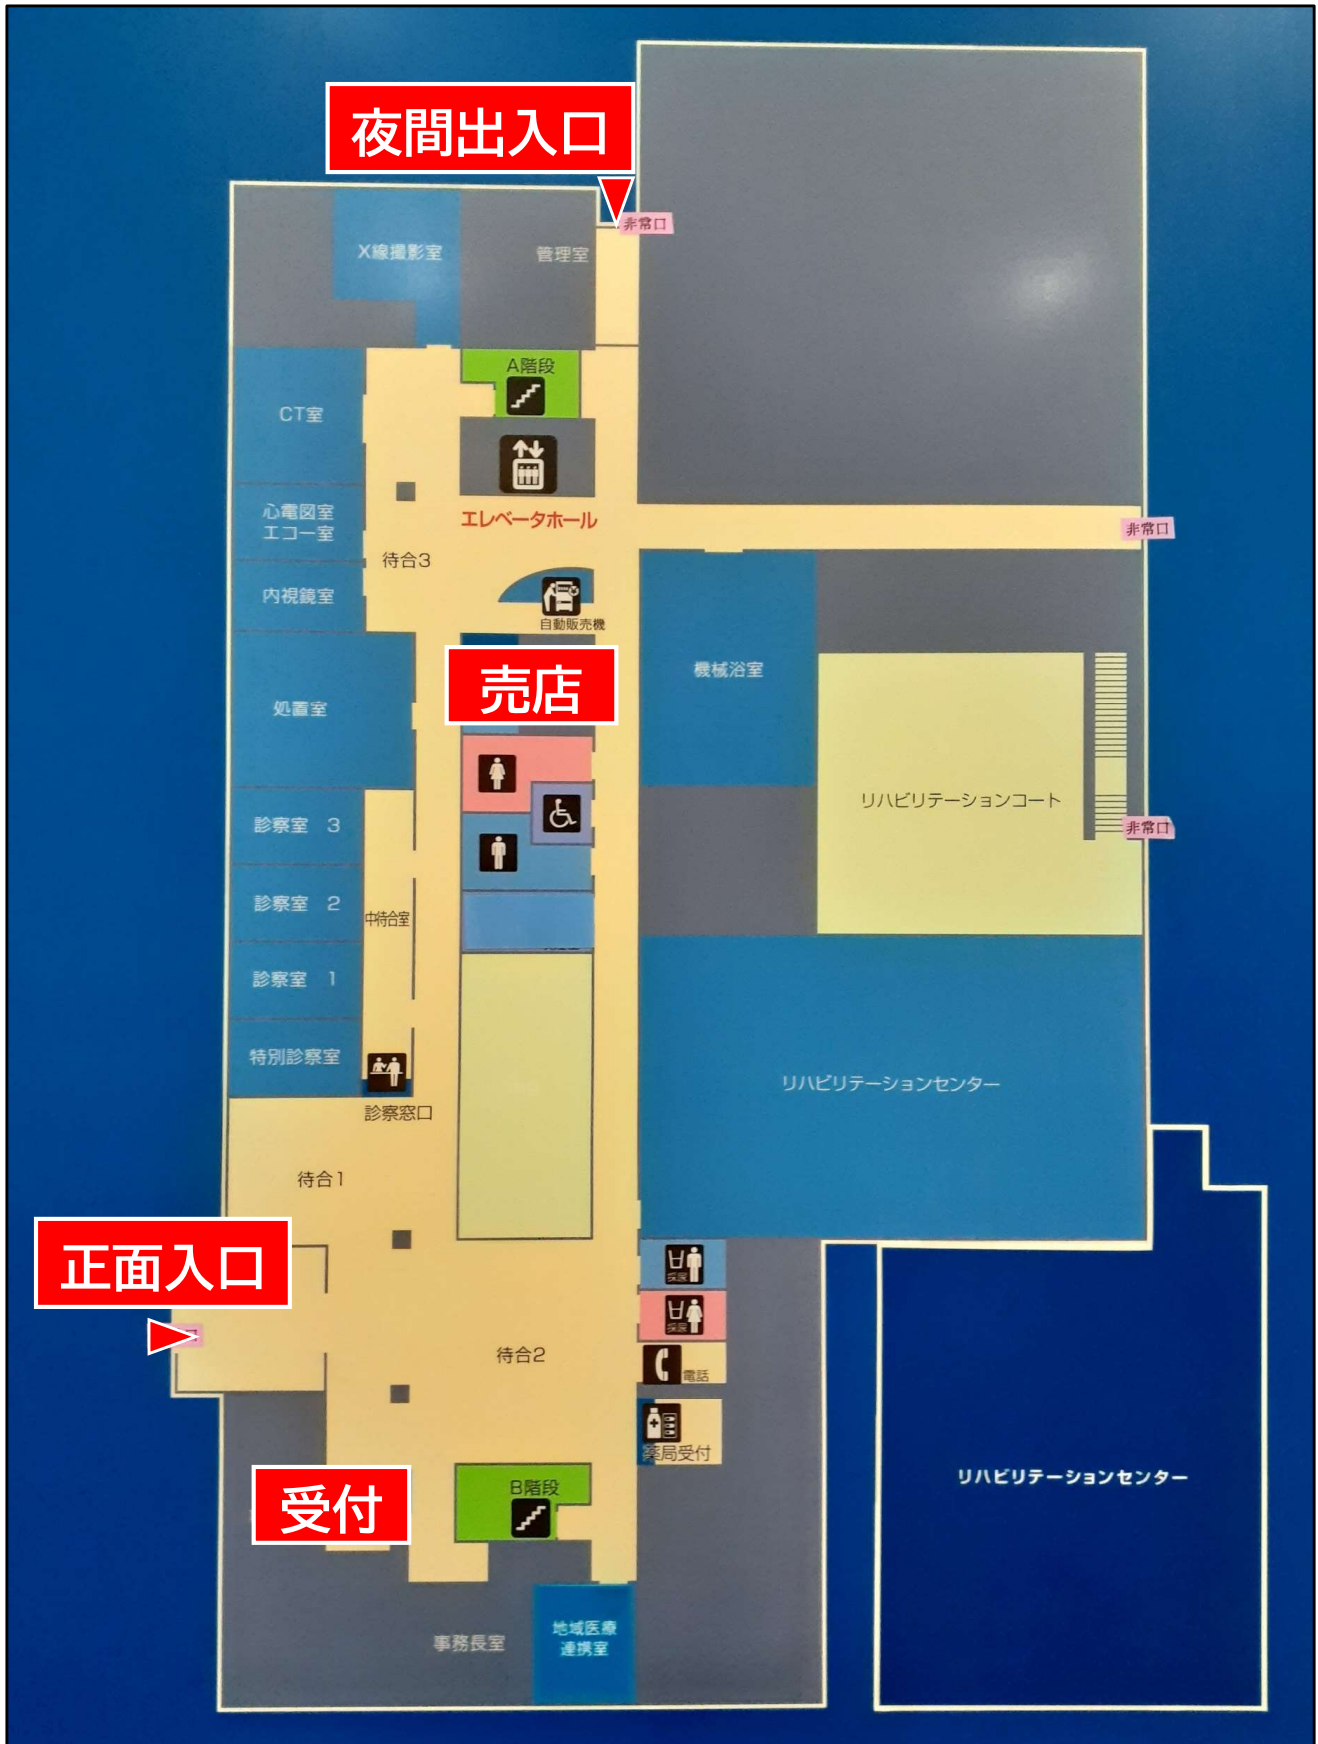 夜間出入口
非常口
X線撮影室
管理室
A階段
CT室
心電図室
エコー室
エレベータホール
非常口
待合3
内視鏡室
自動販売機
売店
機械浴室
処置室
リハビリテーションコート
診察室 3
非常口
診察室 2
中待合室
診察室 1
特別診察室
リハビリテーションセンター
診察窓口
待合1
正面入口
採尿
採尿
口
待合2
電話
薬局受付
リハビリテーションセンター
B階段
受付
地域医療
連携室
事務長室